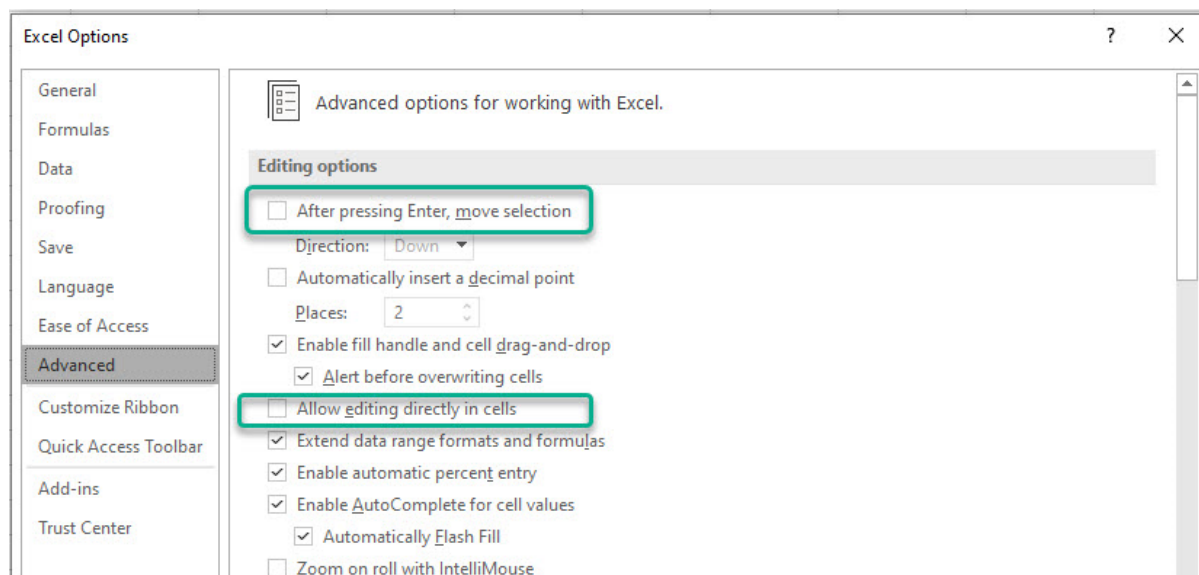 Excel Options
?
General
Formulas
Data
Proofing
Save
Language
Ease of Access
Advanced
Customize Ribbon
Quick Access Toolbar
Add-ins
Trust Center
Advanced options for working with Excel.
Editing options
After pressing Enter, move selection
Direction: Down
Automatically insert a decimal point
Places: 2
Enable fill handle and cell drag-and-drop
Alert before overwriting cells
Allow editing directly in cells
Extend data range formats and formulas
Enable automatic percent entry
Enable AutoComplete for cell values
Automatically Flash Fill
Zoom on roll with IntelliMouse